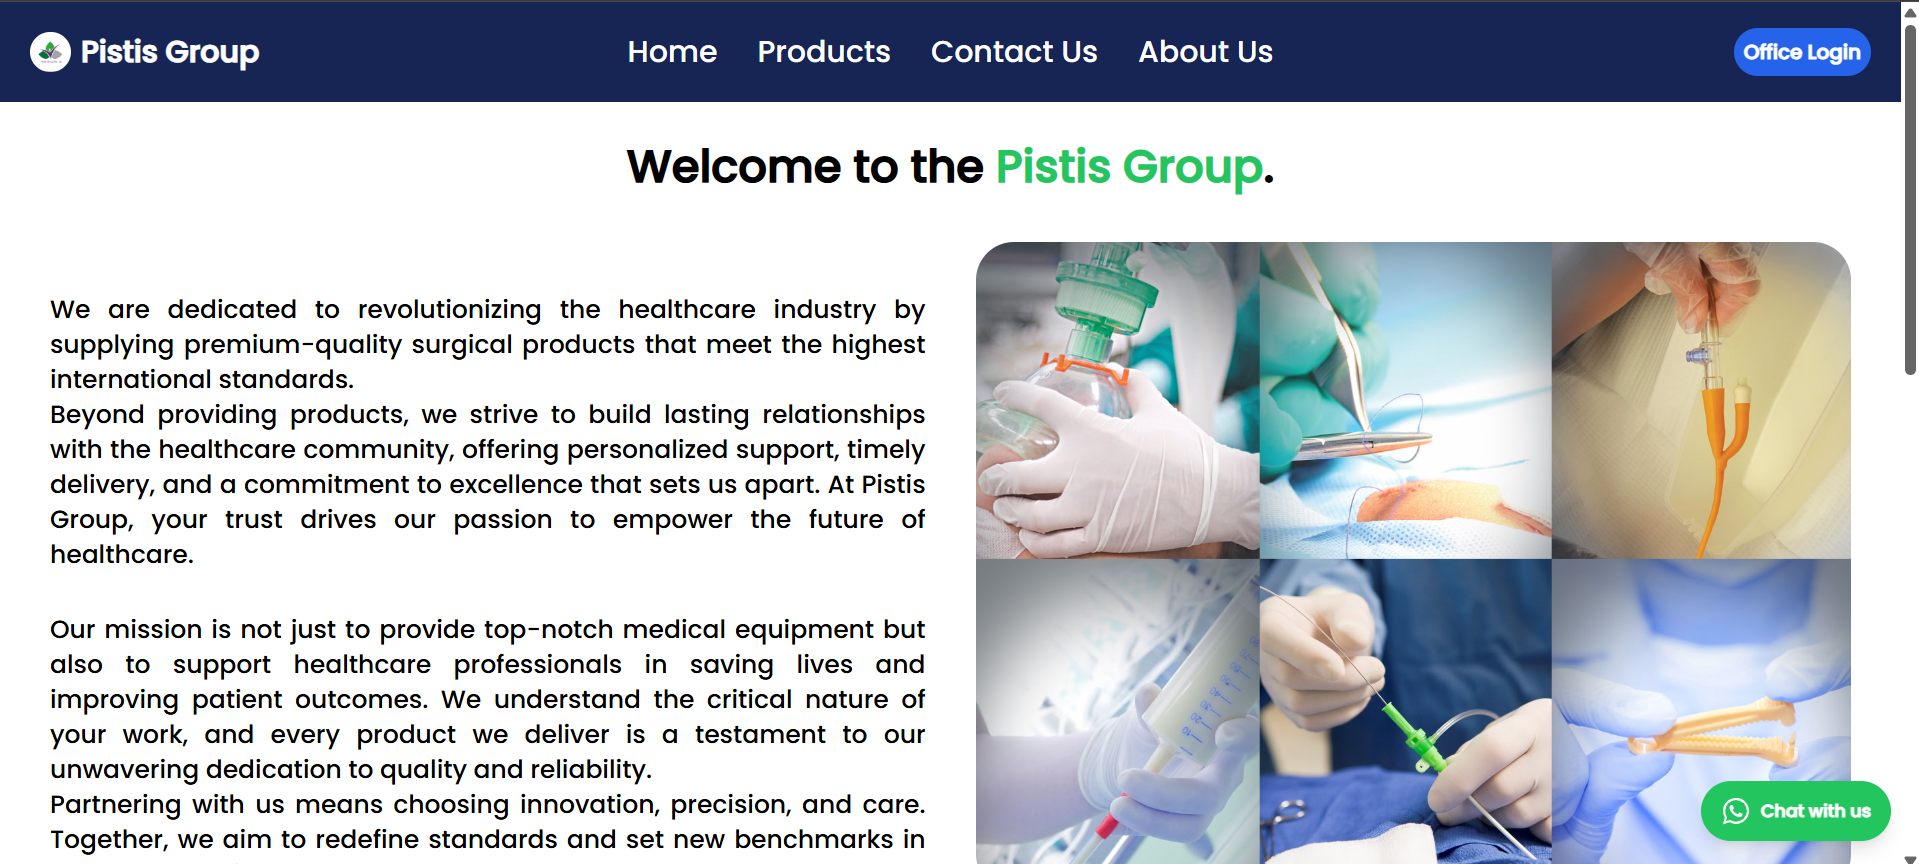 Pistis Group
Home
Products
Contact Us
About Us
Office Login
Welcome to the Pistis Group.
We are dedicated to revolutionizing the healthcare industry by
supplying premium-quality surgical products that meet the highest
international standards.
Beyond providing products, we strive to build lasting relationships
with the healthcare community, offering personalized support, timely
delivery, and a commitment to excellence that sets us apart. At Pistis
Group, your trust drives our passion to empower the future of
healthcare.
Our mission is not just to provide top-notch medical equipment but
also to support healthcare professionals in saving lives and
improving patient outcomes. We understand the critical nature of
your work, and every product we deliver is a testament to our
unwavering dedication to quality and reliability.
Partnering with us means choosing innovation, precision, and care.
Together, we aim to redefine standards and set new benchmarks in
Chat with us